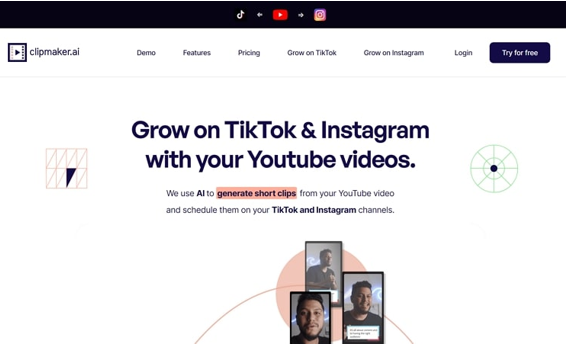 clipmaker.ai
Demo
Features
Pricing
Grow on TikTok
Grow on Instagram
Login
Try for free
Grow on TikTok & Instagram
with your Youtube videos.
We use AI to generate short clips from your YouTube video
and schedule them on your TikTok and Instagram channels.